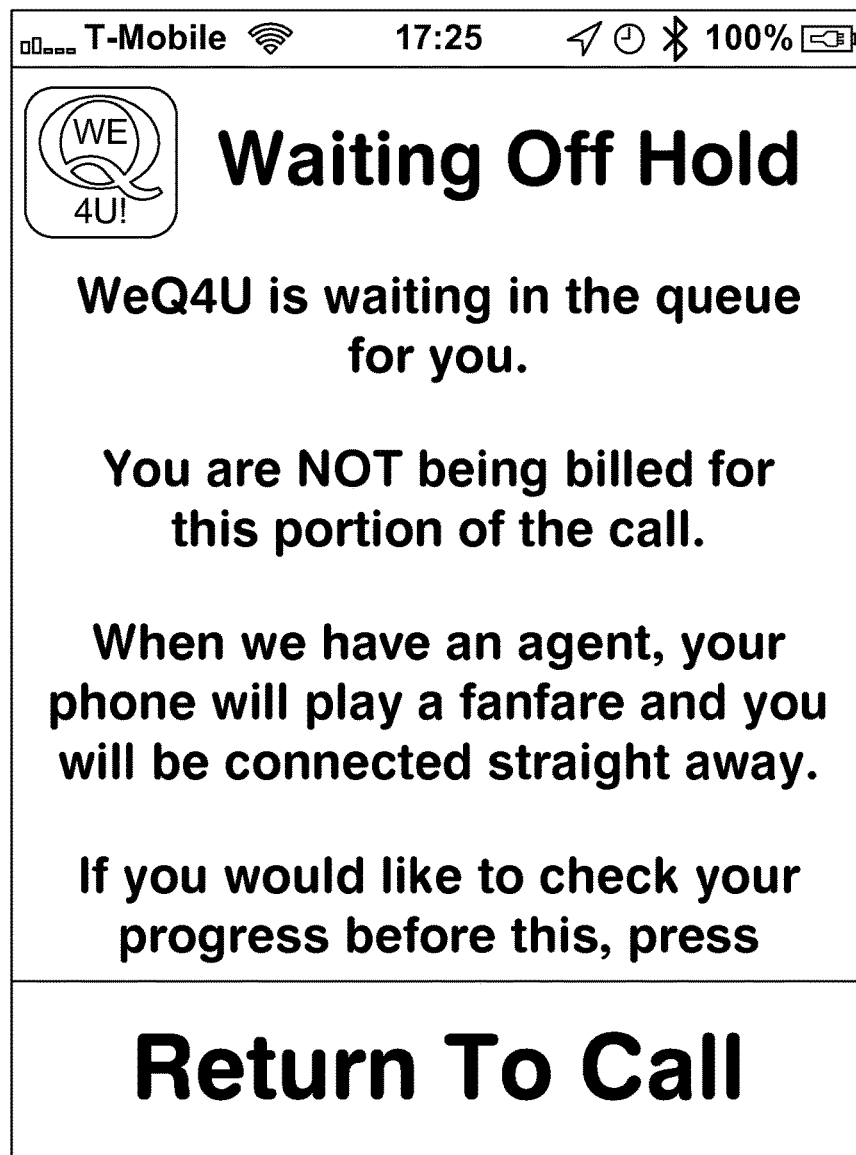 T-Mobile 17:25 100%
WE
Q
4U!
Waiting Off Hold
WeQ4U is waiting in the queue
for you.
You are NOT being billed for
this portion of the call.
When we have an agent, your
phone will play a fanfare and you
will be connected straight away.
If you would like to check your
progress before this, press
Return To Call